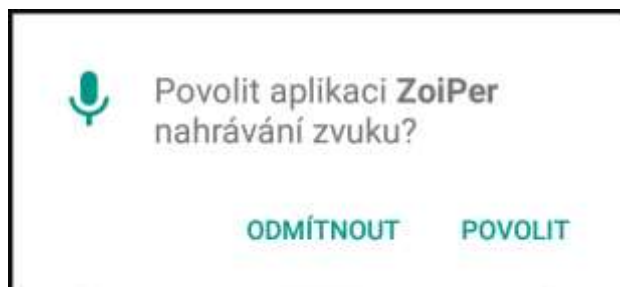 Povolit aplikaci ZoiPer
nahrávání zvuku?
ODMÍTNOUT POVOLIT